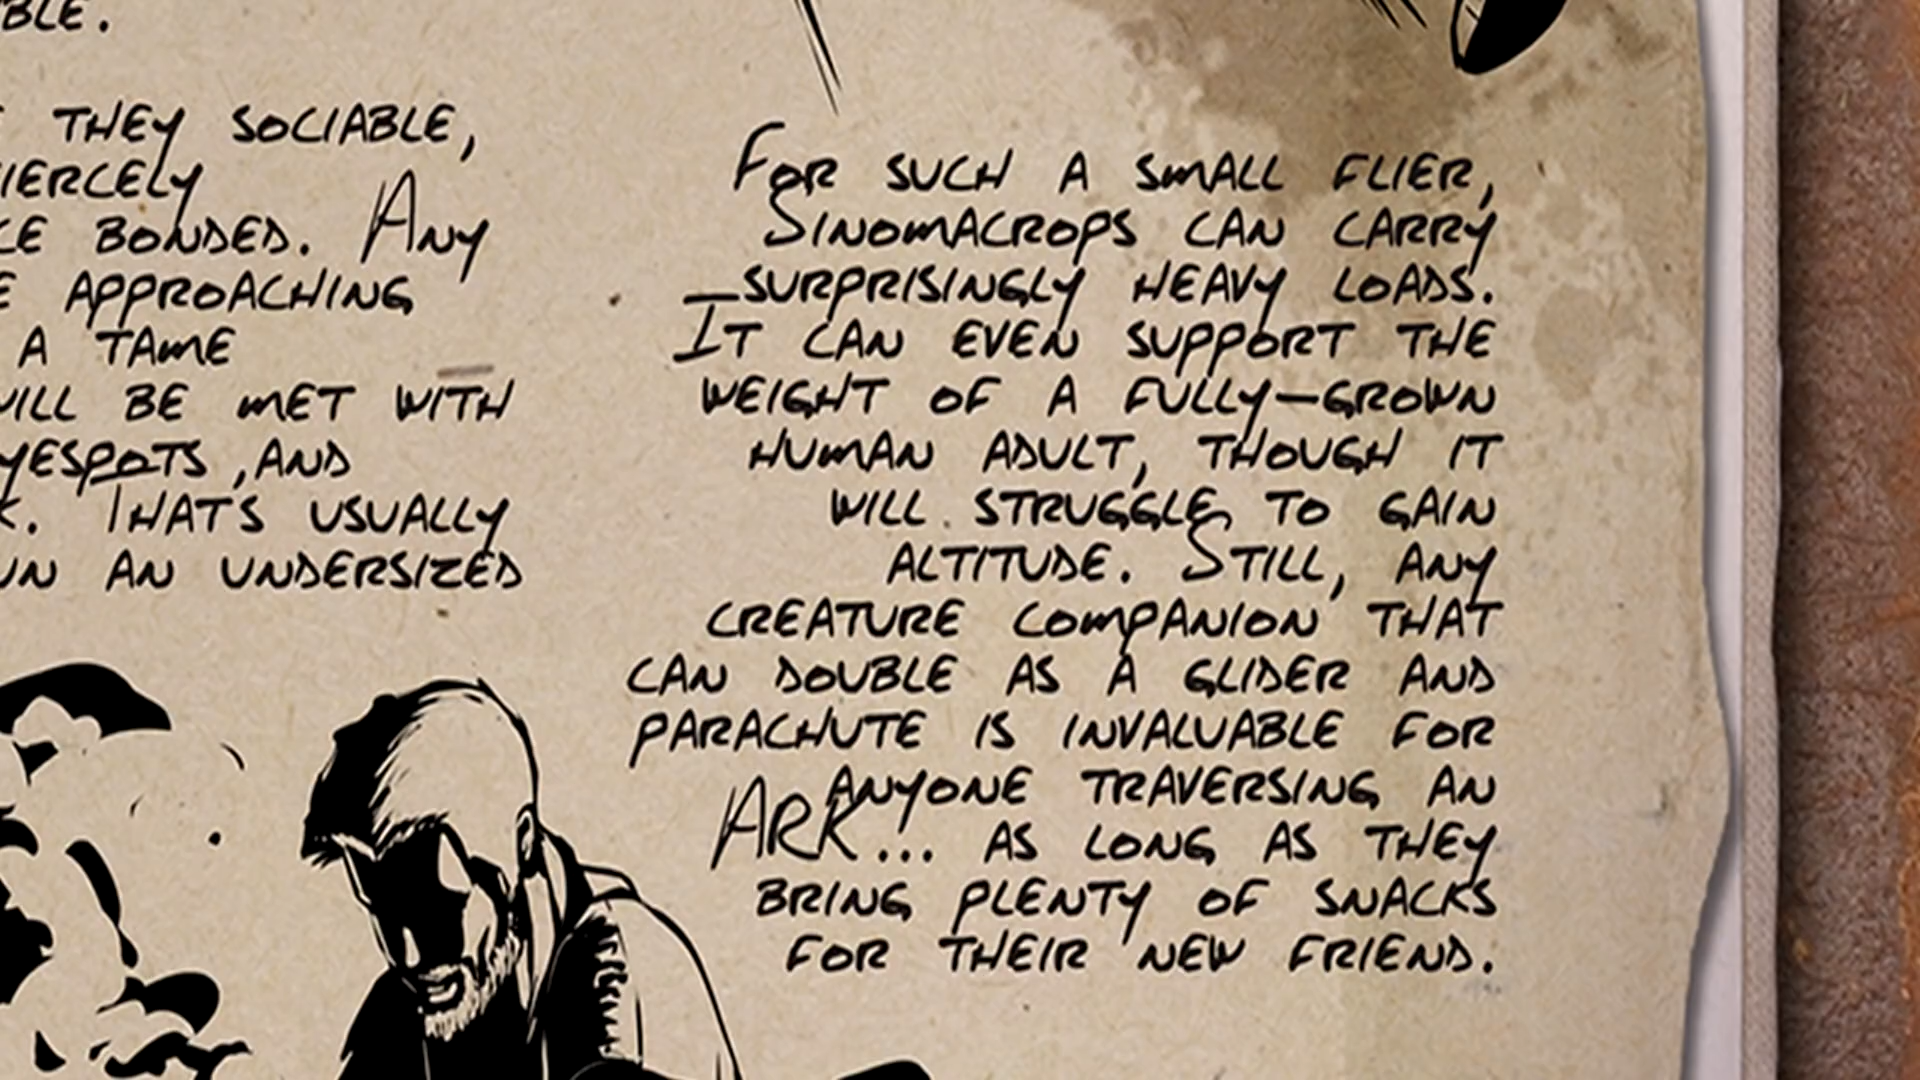 BLE.
THEY SOCIABLE,
IERCELY
CE BONDED. ANY
E APPROACHING
A TAME
WILL BE MET WITH
YESPOTS, AND
K. THAT'S USUALLY
UN AN UNDERSIZED
FOR SUCH A SMALL FLIER,
SINOMACROPS CAN CARRY
SURPRISINGLY HEAVY LOADS.
IT CAN EVEN SUPPORT THE
WEIGHT OF A FULLY-GROWN
HUMAN ADULT, THOUGH IT
WILL STRUGGLE TO GAIN
ALTITUDE. STILL, ANY
CREATURE COMPANION THAT
CAN DOUBLE AS A GLIDER AND
PARACHUTE IS INVALUABLE FOR
ANYONE TRAVERSING AN
ARK... AS LONG AS THEY
BRING PLENTY OF SNACKS
FOR THEIR NEW FRIEND.